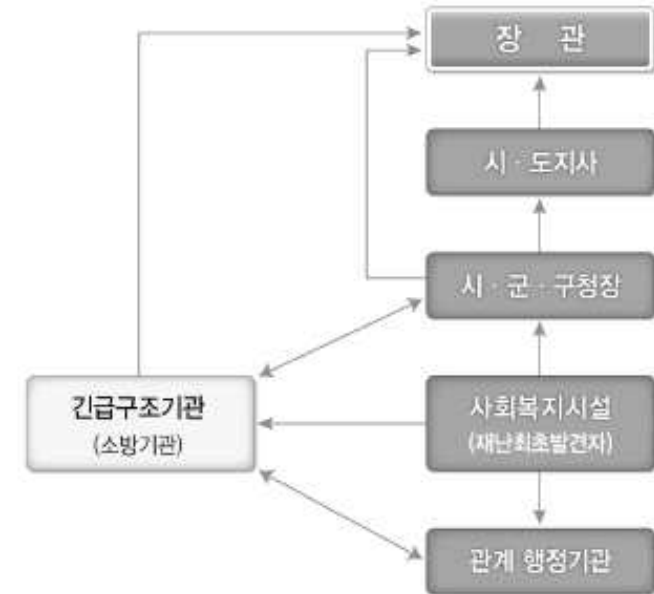 장 관
시 · 도지사
시 · 군 · 구청장
긴급구조기관
(소방기관)
사회복지시설
(재난최초발견자)
관계 행정기관